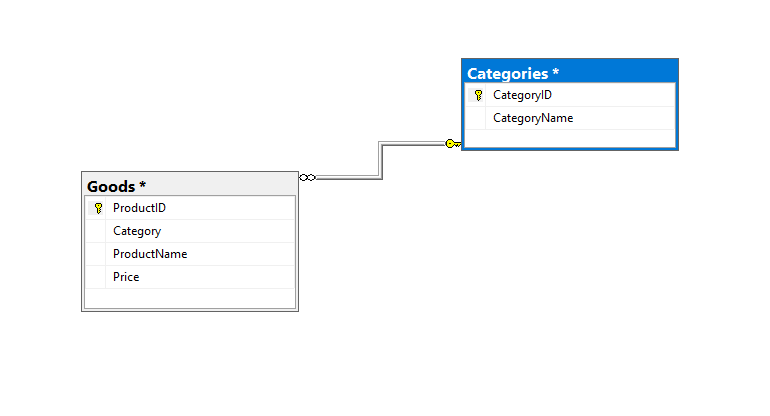 Categories *
CategoryID
CategoryName
Goods *
ProductID
Category
ProductName
Price